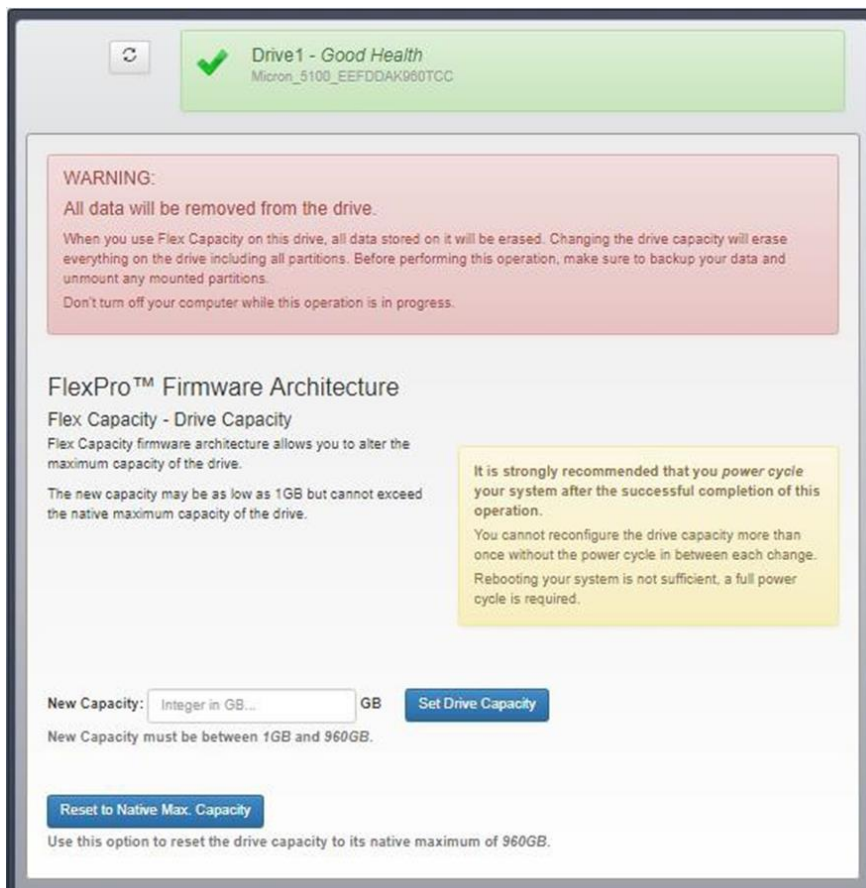 Drive1 - Good Health
Micron_5100_EEFDDAK960TCC
WARNING:
All data will be removed from the drive.
When you use Flex Capacity on this drive, all data stored on it will be erased. Changing the drive capacity will erase
everything on the drive including all partitions. Before performing this operation, make sure to backup your data and
unmount any mounted partitions.
Don't turn off your computer while this operation is in progress.
FlexPro™ Firmware Architecture
Flex Capacity - Drive Capacity
Flex Capacity firmware architecture allows you to alter the
maximum capacity of the drive.
The new capacity may be as low as 1GB but cannot exceed
the native maximum capacity of the drive.
It is strongly recommended that you power cycle
your system after the successful completion of this
operation.
You cannot reconfigure the drive capacity more than
once without the power cycle in between each change.
Rebooting your system is not sufficient, a full power
cycle is required.
New Capacity: Integer in GB... GB Set Drive Capacity
New Capacity must be between 1GB and 960GB.
Reset to Native Max. Capacity
Use this option to reset the drive capacity to its native maximum of 960GB.